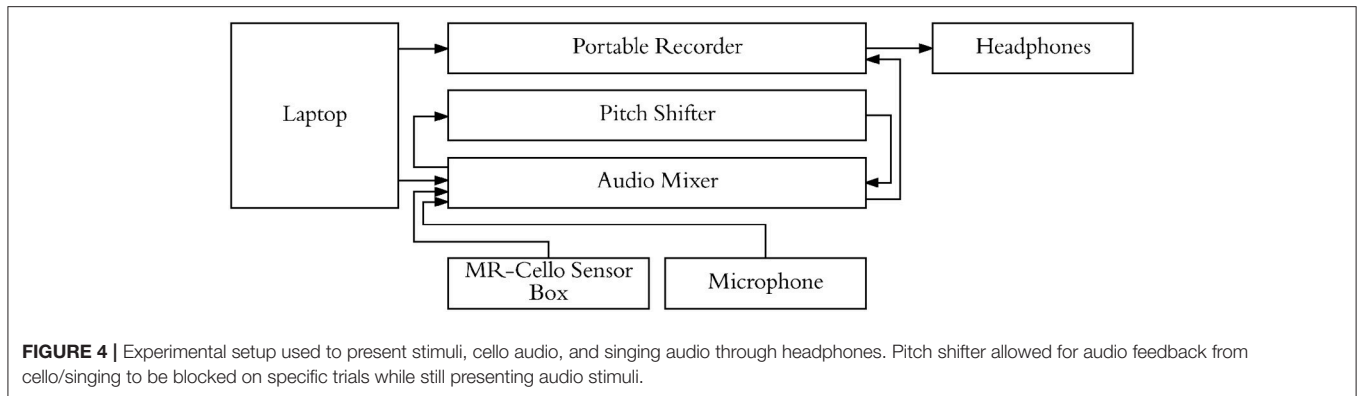 Portable Recorder
Headphones
Laptop
Pitch Shifter
Audio Mixer
MR-Cello Sensor
Box
Microphone
FIGURE 4 | Experimental setup used to present stimuli, cello audio, and singing audio through headphones. Pitch shifter allowed for audio feedback from
cello/singing to be blocked on specific trials while still presenting audio stimuli.